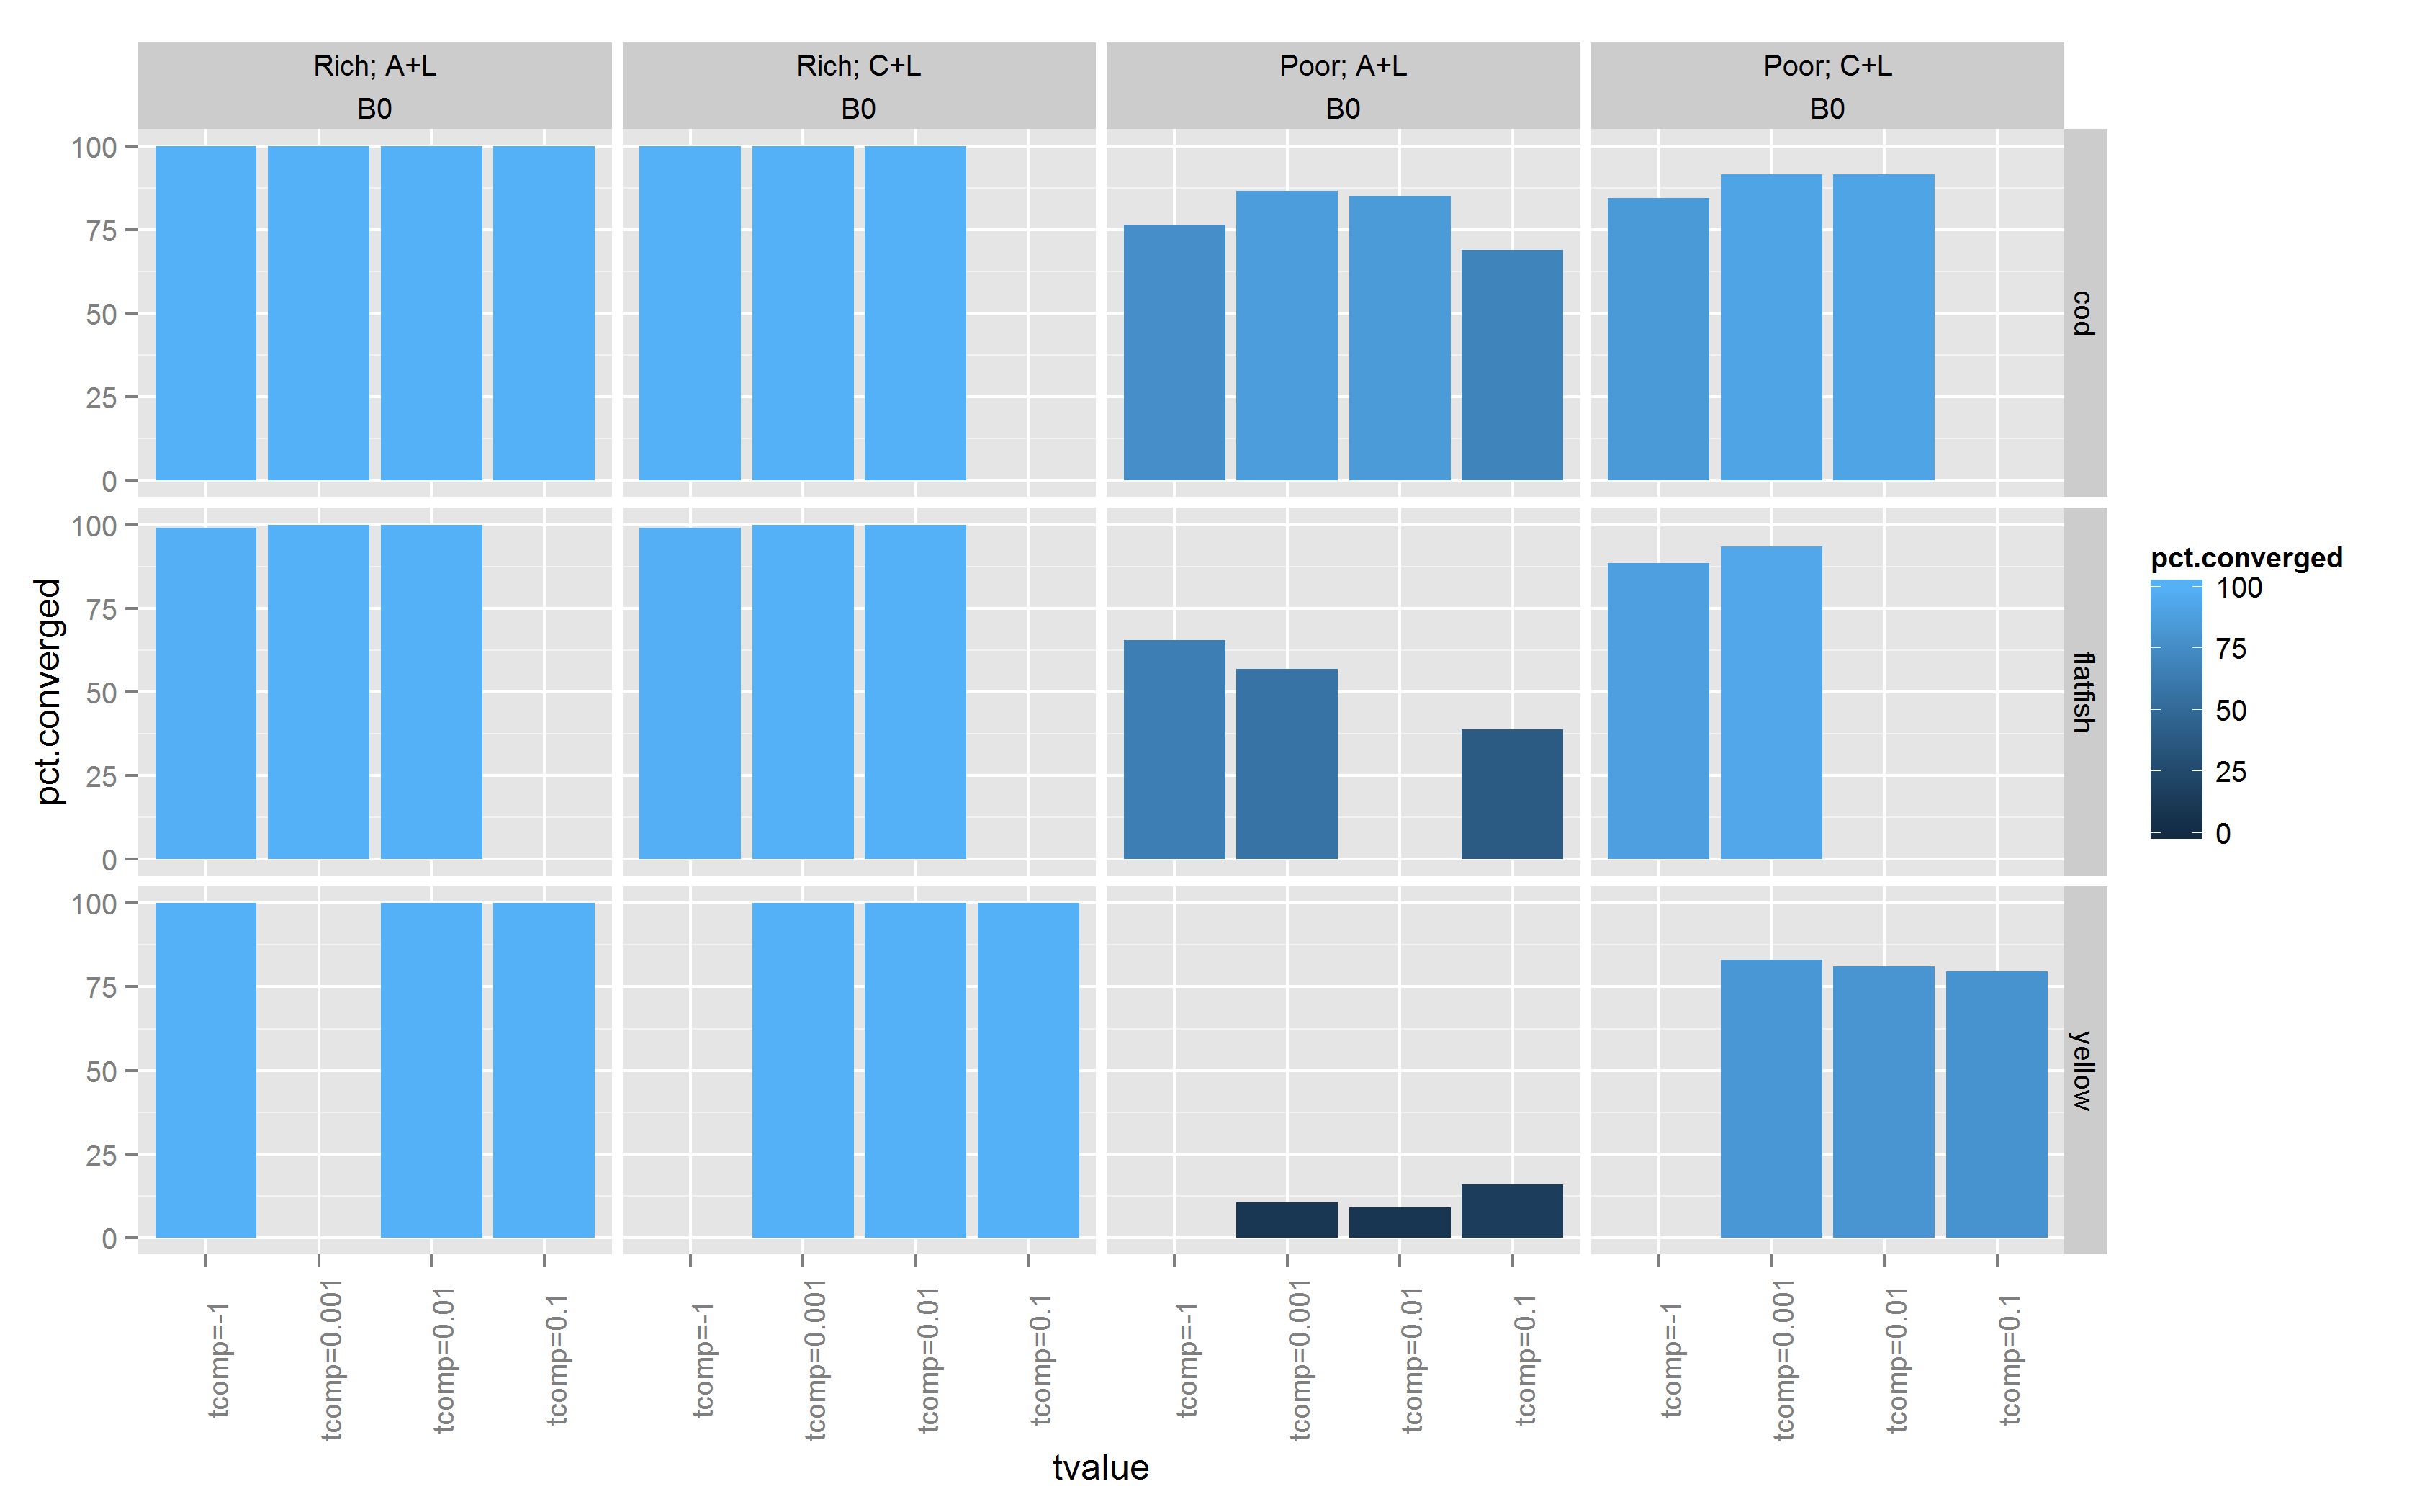 Rich; A+L
B0
Rich; C+L
B0
Poor; A+L
B0
Poor; C+L
B0
100
75
50
25
0
cod
100
75
50
25
0
flatfish
100
75
50
25
0
yellow
pct.converged
tcomp=-1
tcomp=0.001
tcomp=0.01
tcomp=0.1
tcomp=-1
tcomp=0.001
tcomp=0.01
tcomp=0.1
tcomp=-1
tcomp=0.001
tcomp=0.01
tcomp=0.1
tcomp=-1
tcomp=0.001
tcomp=0.01
tcomp=0.1
tvalue
pct.converged
100
75
50
25
0